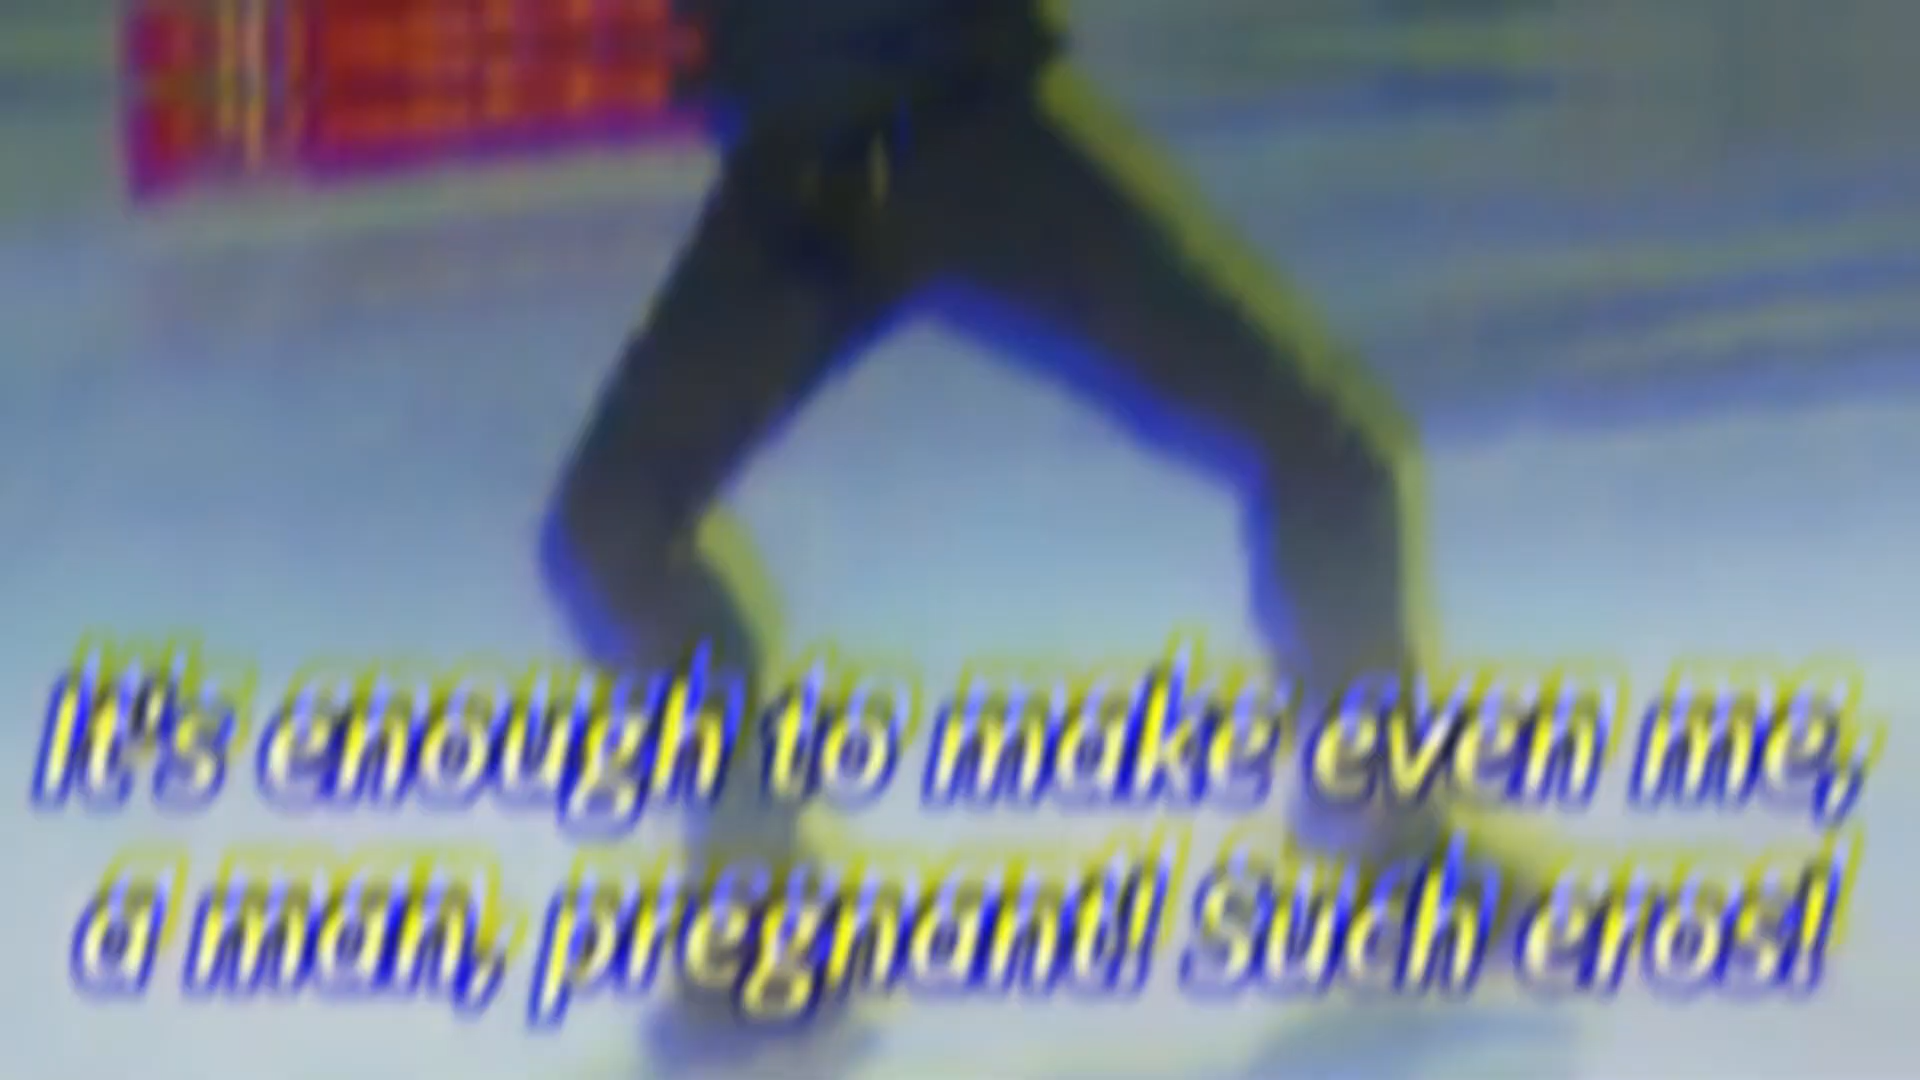 It's enough to make even me,
a man, pregnant! Such eros!